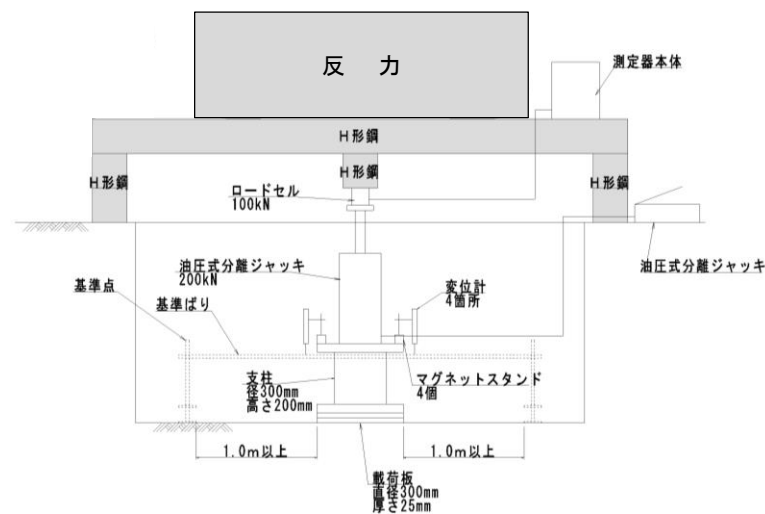 反 力
測定器本体
H形鋼
H形鋼
H形鋼
H形鋼
ロードセル
100kN
油圧式分離ジャッキ
200kN
油圧式分離ジャッキ
基準点
基準ばり
変位計
4箇所
支柱
径300mm
高さ200mm
マグネットスタンド
4個
1.0m以上
1.0m以上
載荷板
直径300mm
厚さ25mm